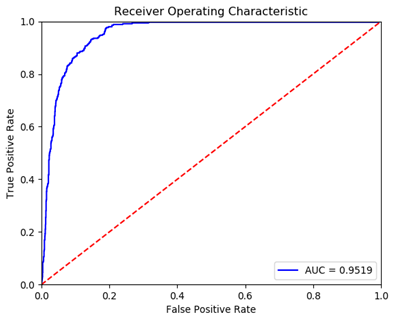 Receiver Operating Characteristic
True Positive Rate
1.0
0.8
0.6
0.4
0.2
0.0
AUC = 0.9519
0.0 0.2 0.4 0.6 0.8 1.0
False Positive Rate